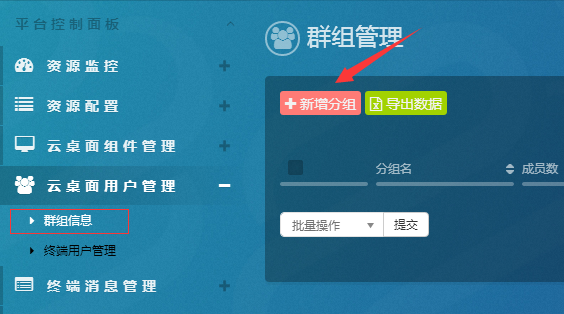 平台控制面板
资源监控
资源配置
云桌面组件管理
云桌面用户管理
群组信息
终端用户管理
终端消息管理
群组管理
新增分组 导出数据
分组名 成员数
批量操作 提交